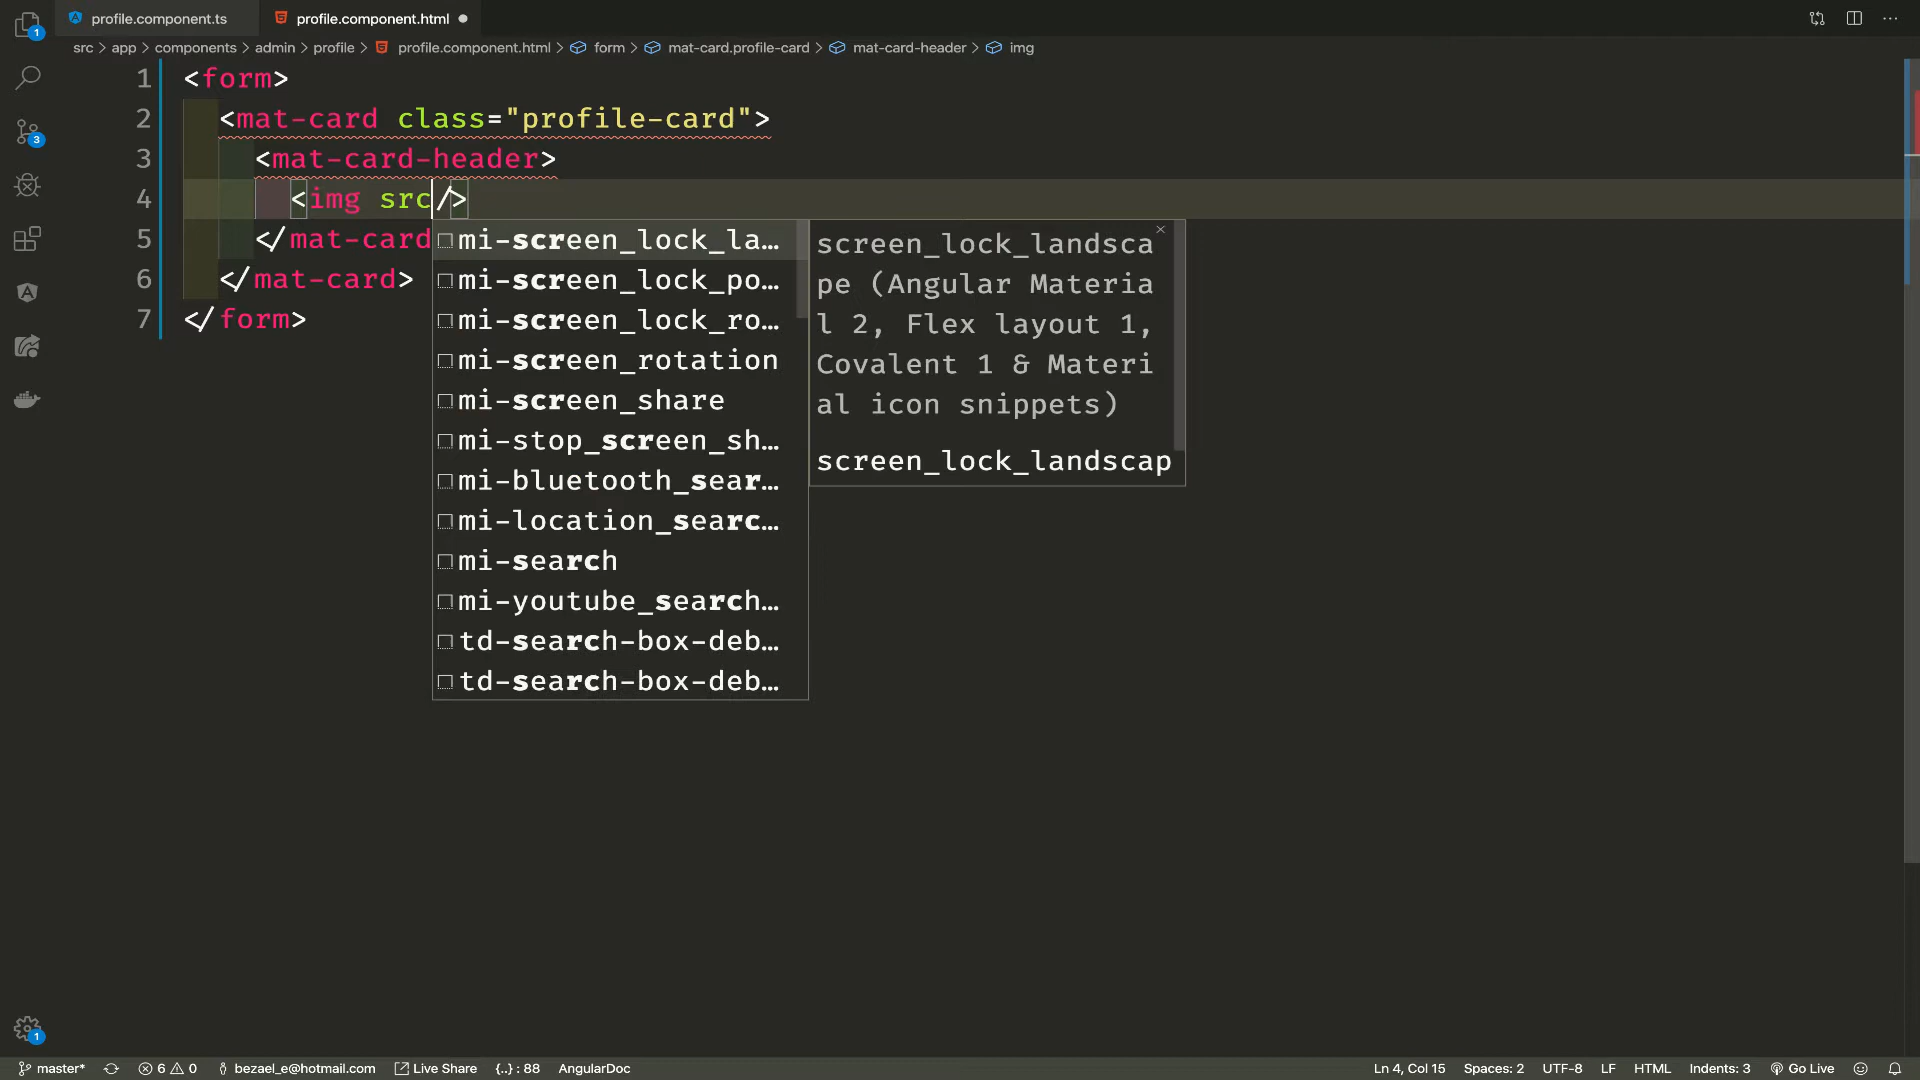 profile.component.ts
profile.component.html
src > app > components > admin > profile > profile.component.html > form > mat-card.profile-card > mat-card-header > img
1 <form>
2 <mat-card class="profile-card">
3 <mat-card-header>
4 <img src/>
5 </mat-card
6 </mat-card>
7 </form>
mi-screen_lock_la…
mi-screen_lock_po…
mi-screen_lock_ro…
mi-screen_rotation
mi-screen_share
mi-stop_screen_sh…
mi-bluetooth_sear…
mi-location_searc…
mi-search
mi-youtube_search…
td-search-box-deb…
td-search-box-deb…
screen_lock_landsca
pe (Angular Materia
l 2, Flex layout 1,
Covalent 1 & Materi
al icon snippets)
screen_lock_landscap
1
3
1
master* 6 0 bezael_e@hotmail.com Live Share {..} : 88 AngularDoc Ln 4, Col 15 Spaces: 2 UTF-8 LF HTML Indents: 3 Go Live